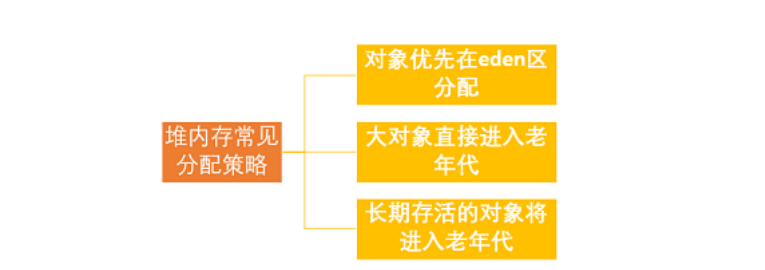 对象优先在eden区
分配
堆内存常见
分配策略
大对象直接进入老
年代
长期存活的对象将
进入老年代